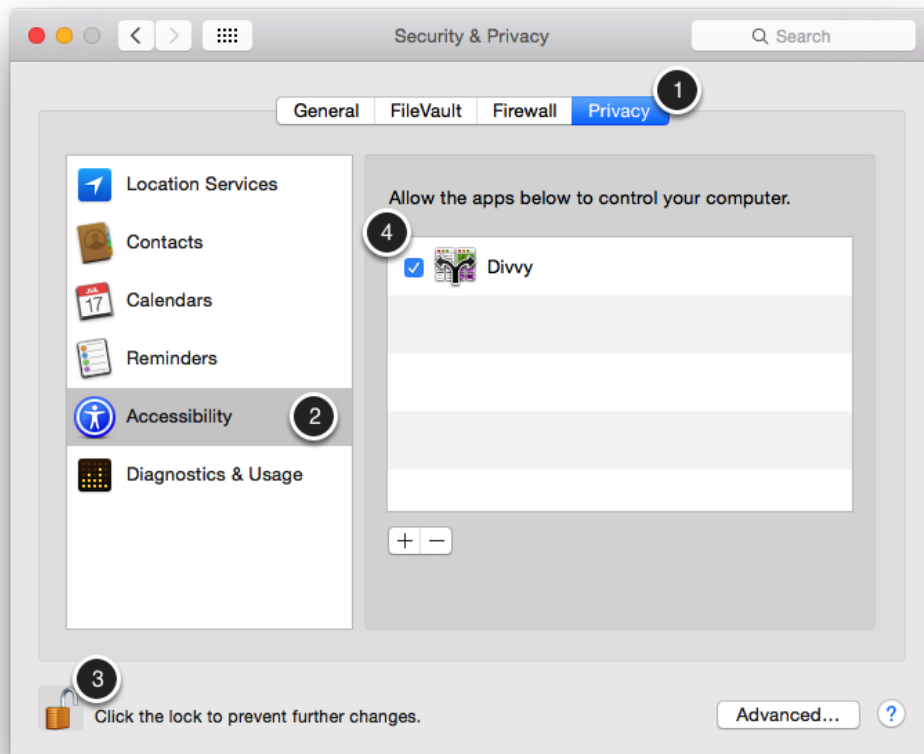 Security & Privacy
Search
General FileVault Firewall Privacy
1
Location Services
Contacts
JUL
17
Calendars
Reminders
Accessibility
2
Diagnostics & Usage
Allow the apps below to control your computer.
4
Divvy
+ −
3
Click the lock to prevent further changes.
Advanced...
?